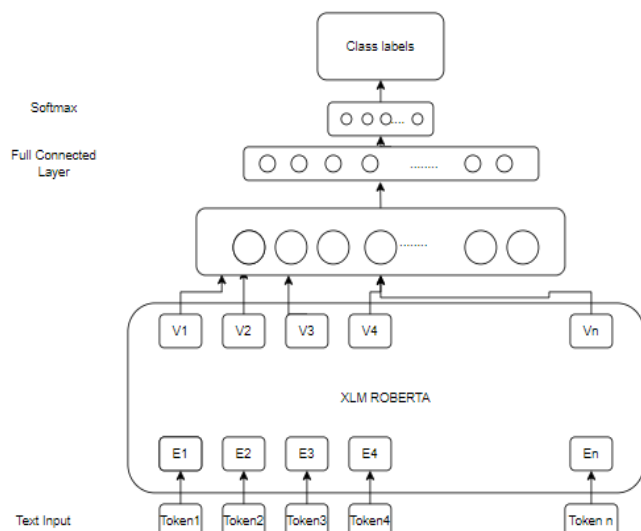 Class labels
Softmax
....
Full Connected
Layer
........
........
V1 V2 V3 V4 Vn
XLM ROBERTA
E1 E2 E3 E4 En
Text Input Token1 Token2 Token3 Token4 Token n